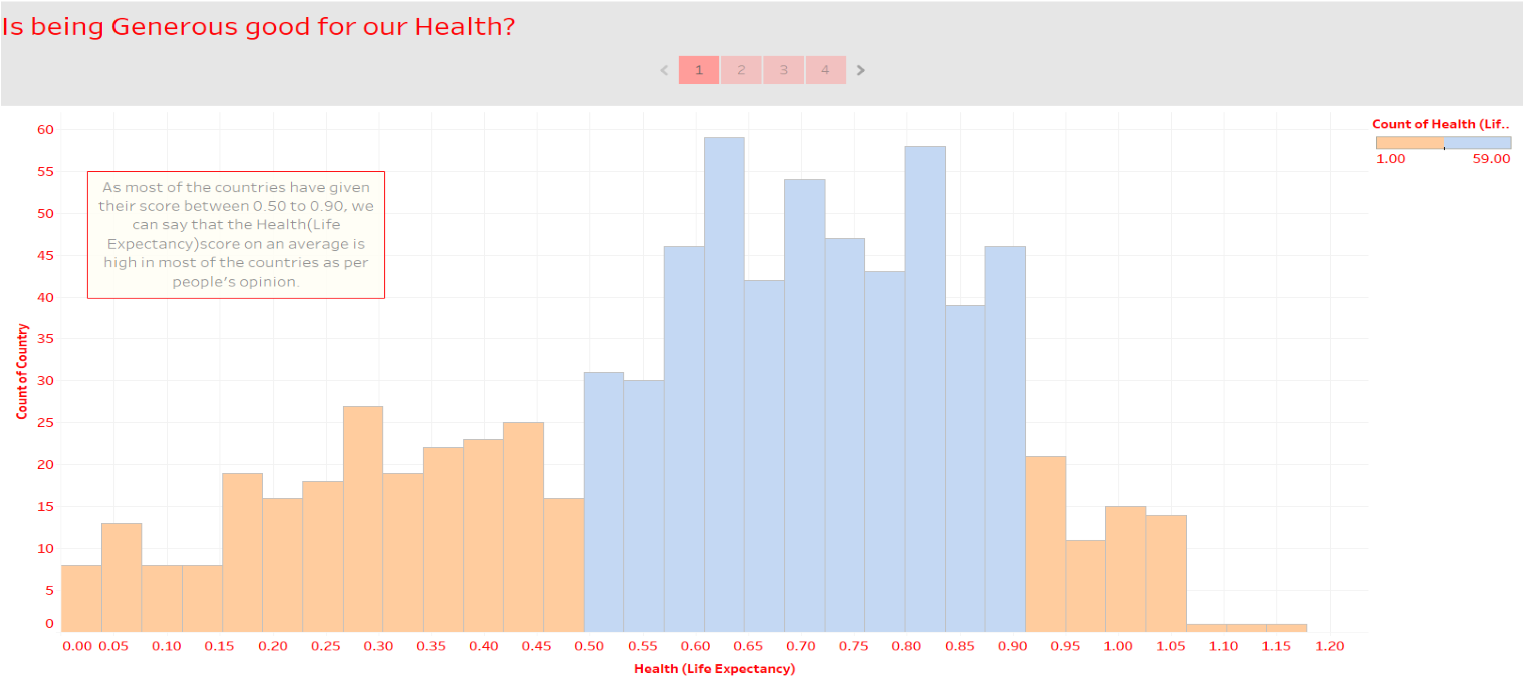 Is being Generous good for our Health?
< 1 2 3 4 >
Count of Health (Lif..
1.00 59.00
As most of the countries have given
their score between 0.50 to 0.90, we
can say that the Health(Life
Expectancy)score on an average is
high in most of the countries as per
people's opinion.
Count of Country
60
55
50
45
40
35
30
25
20
15
10
5
0
0.00 0.05 0.10 0.15 0.20 0.25 0.30 0.35 0.40 0.45 0.50 0.55 0.60 0.65 0.70 0.75 0.80 0.85 0.90 0.95 1.00 1.05 1.10 1.15 1.20
Health (Life Expectancy)